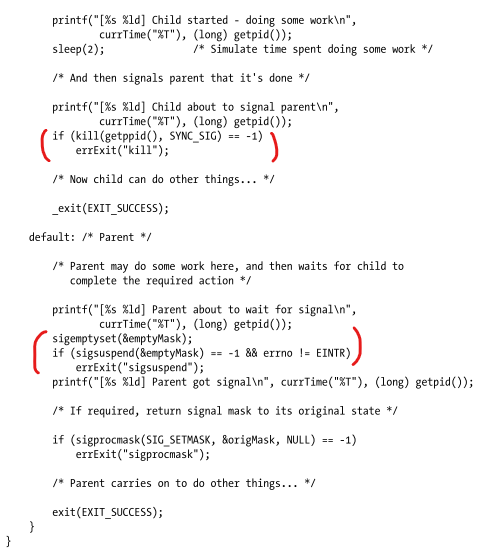 printf("[%s %ld] Child started - doing some work\n",
currTime("%T"), (long) getpid());
sleep(2); /* Simulate time spent doing some work */
/* And then signals parent that it's done */
printf("[%s %ld] Child about to signal parent\n",
currTime("%T"), (long) getpid());
if (kill(getppid(), SYNC_SIG) == -1)
errExit("kill");
/* Now child can do other things... */
_exit(EXIT_SUCCESS);
default: /* Parent */
/* Parent may do some work here, and then waits for child to
complete the required action */
printf("[%s %ld] Parent about to wait for signal\n",
currTime("%T"), (long) getpid());
sigemptyset(&emptyMask);
if (sigsuspend(&emptyMask) == -1 && errno != EINTR)
errExit("sigsuspend");
printf("[%s %ld] Parent got signal\n", currTime("%T"), (long) getpid());
/* If required, return signal mask to its original state */
if (sigprocmask(SIG_SETMASK, &origMask, NULL) == -1)
errExit("sigprocmask");
/* Parent carries on to do other things... */
exit(EXIT_SUCCESS);
}
}